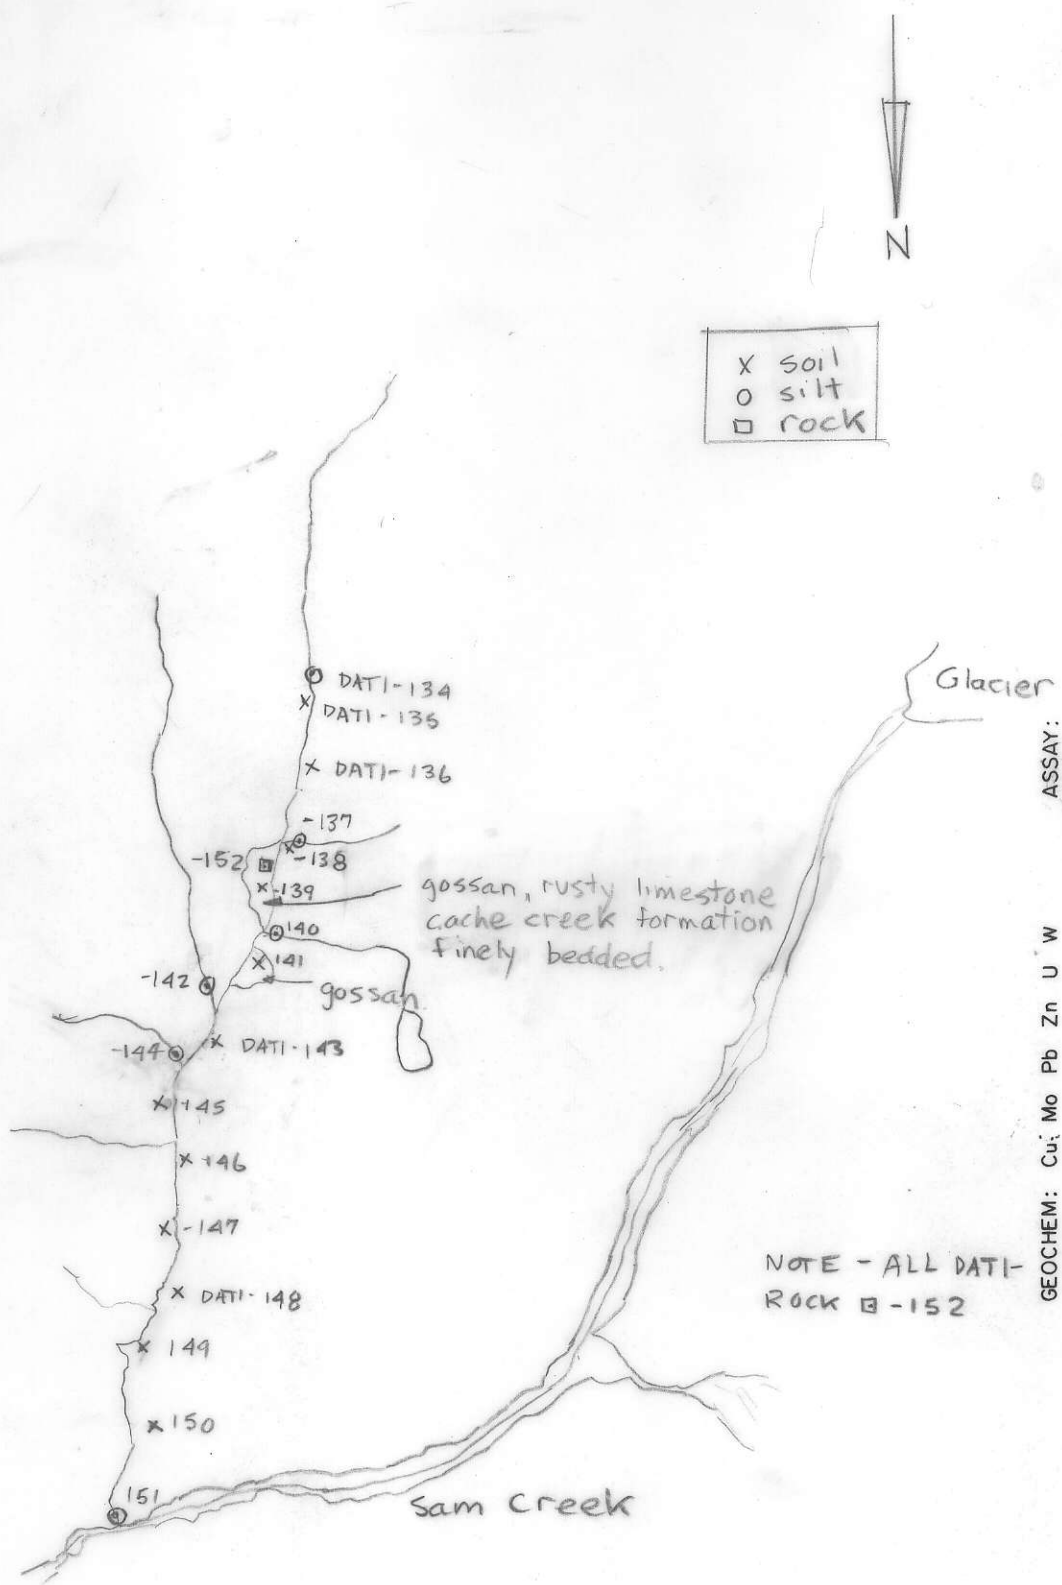 N
X soil
O silt
□ rock
DATI-134
DATI-135
DATI-136
-137
-152
-138
-139
gossan, rusty limestone
cache creek formation
finely bedded.
140
141
-142
gossan
DATI-143
-144
-145
-146
-147
DATI-148
149
150
151
Glacier
Sam Creek
NOTE - ALL DATI-
ROCK □ -152
GEOCHEM: Cu Mo Pb Zn U W ASSAY: